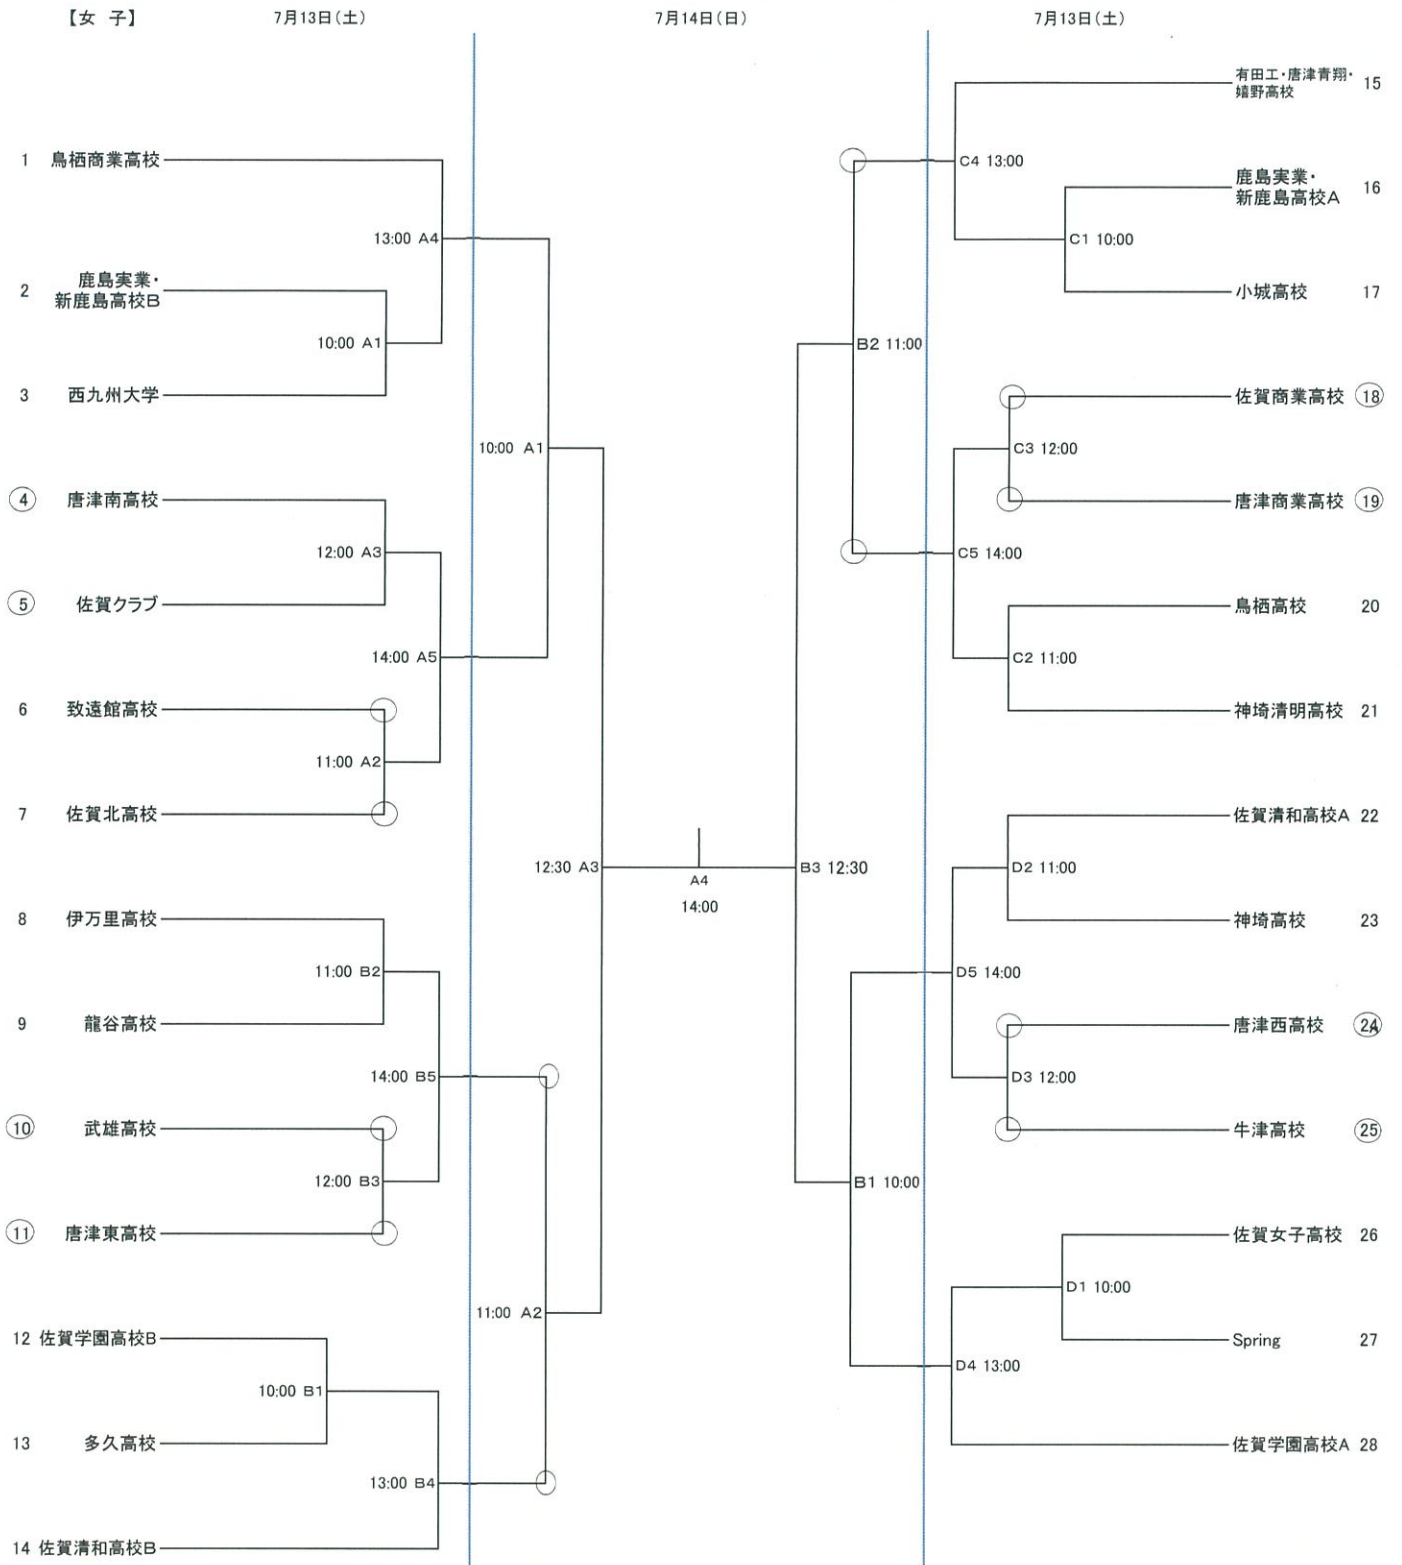 【女 子】 7月13日(土) 7月14日(日) 7月13日(土)
1 鳥栖商業高校
13:00 A4
2 鹿島実業・
新鹿島高校B
10:00 A1
3 西九州大学
10:00 A1
4 唐津南高校
12:00 A3
5 佐賀クラブ
14:00 A5
6 致遠館高校
11:00 A2
7 佐賀北高校
12:30 A3
8 伊万里高校
11:00 B2
9 龍谷高校
14:00 B5
10 武雄高校
12:00 B3
11 唐津東高校
11:00 A2
12 佐賀学園高校B
10:00 B1
13 多久高校
13:00 B4
14 佐賀清和高校B
A4
14:00
有田工・唐津青翔・
嬉野高校 15
C4 13:00
鹿島実業・
新鹿島高校A 16
C1 10:00
小城高校 17
B2 11:00
佐賀商業高校 18
C3 12:00
唐津商業高校 19
C5 14:00
鳥栖高校 20
C2 11:00
神埼清明高校 21
佐賀清和高校A 22
B3 12:30
D2 11:00
神埼高校 23
D5 14:00
唐津西高校 24
D3 12:00
牛津高校 25
B1 10:00
佐賀女子高校 26
D1 10:00
Spring 27
D4 13:00
佐賀学園高校A 28